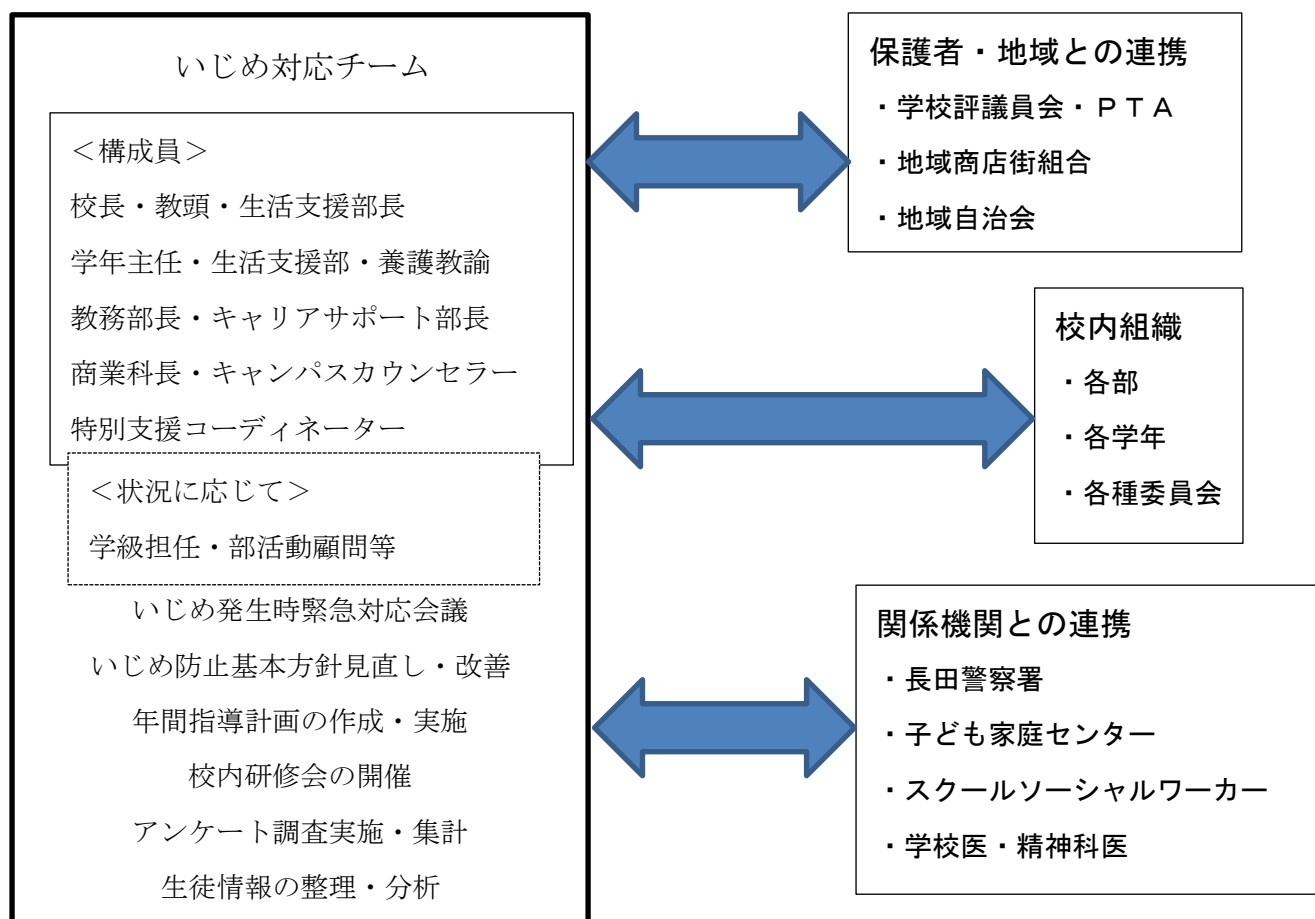 いじめ対応チーム
＜構成員＞
校長・教頭・生活支援部長
学年主任・生活支援部・養護教諭
教務部長・キャリアサポート部長
商業科長・キャンパスカウンセラー
特別支援コーディネーター
＜状況に応じて＞
学級担任・部活動顧問等
いじめ発生時緊急対応会議
いじめ防止基本方針見直し・改善
年間指導計画の作成・実施
校内研修会の開催
アンケート調査実施・集計
生徒情報の整理・分析
保護者・地域との連携
・学校評議員会・ＰＴＡ
・地域商店街組合
・地域自治会
校内組織
・各部
・各学年
・各種委員会
関係機関との連携
・長田警察署
・子ども家庭センター
・スクールソーシャルワーカー
・学校医・精神科医